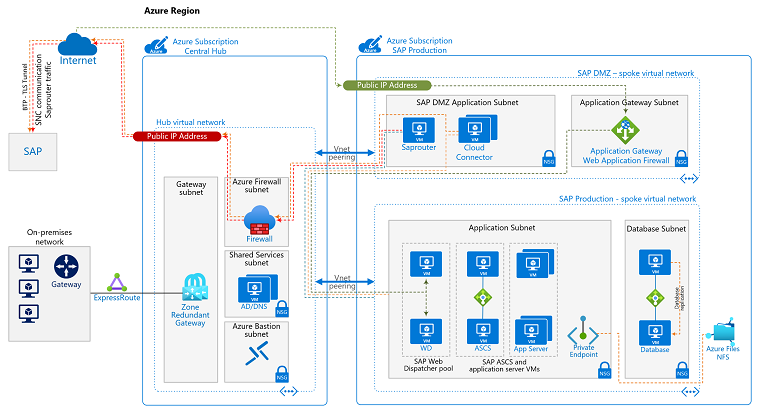 Azure Region
Internet
BTP - TLS Tunnel
SNC communication
Saprouter traffic
SAP
On-premises
network
Gateway
ExpressRoute
Azure
Azure Subscription
Central Hub
Hub virtual network
Public IP Address
Gateway
subnet
Zone
Redundant
Gateway
Azure Firewall
subnet
Firewall
Shared Services
subnet
VM
AD/DNS
NSG
Azure Bastion
subnet
NSG
Vnet
peering
Vnet
peering
Azure
Azure Subscription
SAP Production
SAP DMZ – spoke virtual network
Public IP Address
SAP DMZ Application Subnet
VM
Saprouter
VM
Cloud
Connector
NSG
Application Gateway Subnet
Application Gateway
Web Application Firewall
NSG
SAP Production - spoke virtual network
Application Subnet
VM
VM
VM
VM
WD
VM
ASCS
VM
App Server
SAP Web
Dispatcher pool
SAP ASCS and
application server VMs
Private
Endpoint
NSG
Database Subnet
VM
Database
replication
VM
Database
NSG
Azure Files
NFS